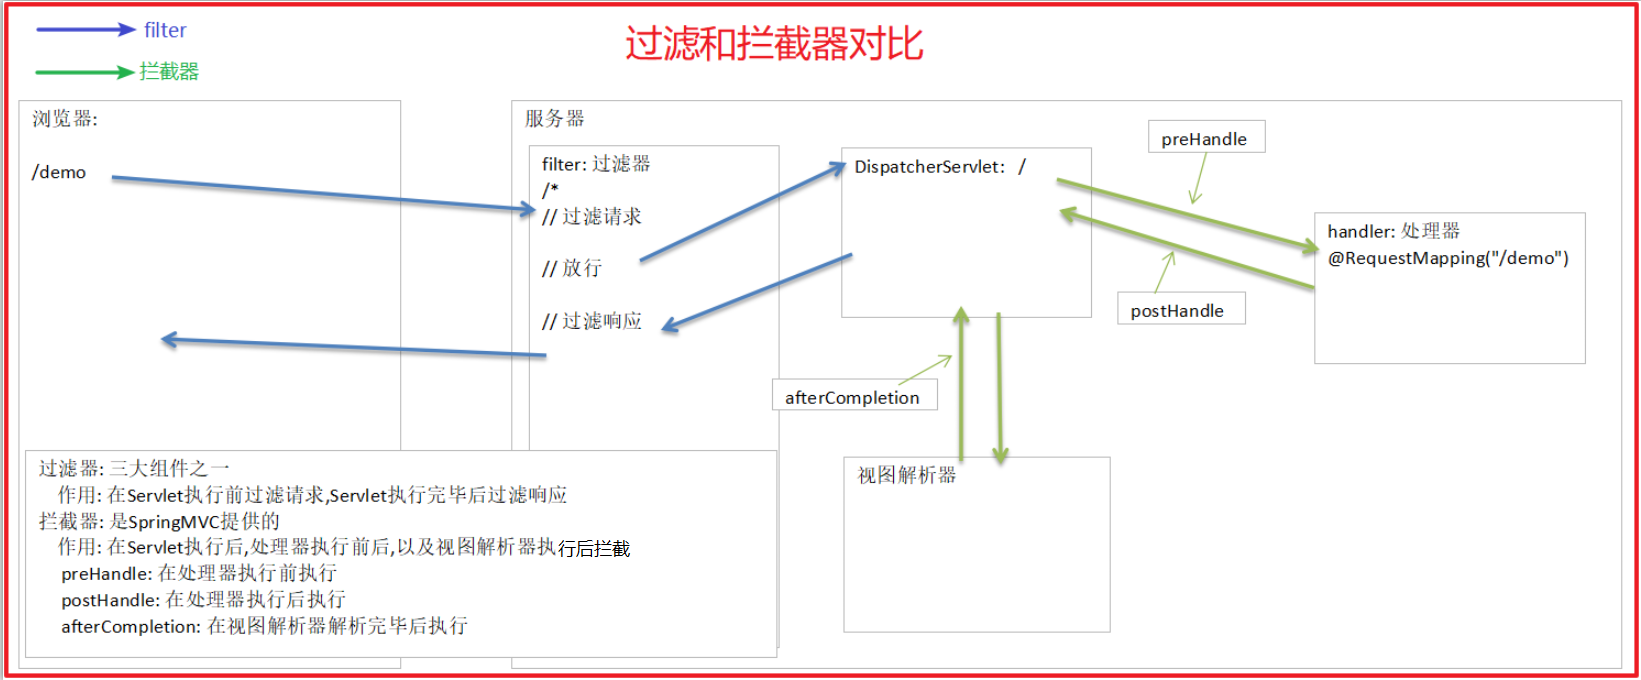 filter
过滤和拦截器对比
拦截器
浏览器:
/demo
服务器
filter: 过滤器
/*
// 过滤请求
// 放行
// 过滤响应
DispatcherServlet: /
preHandle
handler: 处理器
@RequestMapping("/demo")
postHandle
afterCompletion
视图解析器
过滤器: 三大组件之一
作用: 在Servlet执行前过滤请求,Servlet执行完毕后过滤响应
拦截器: 是SpringMVC提供的
作用: 在Servlet执行后,处理器执行前后,以及视图解析器执行后拦截
preHandle: 在处理器执行前执行
postHandle: 在处理器执行后执行
afterCompletion: 在视图解析器解析完毕后执行